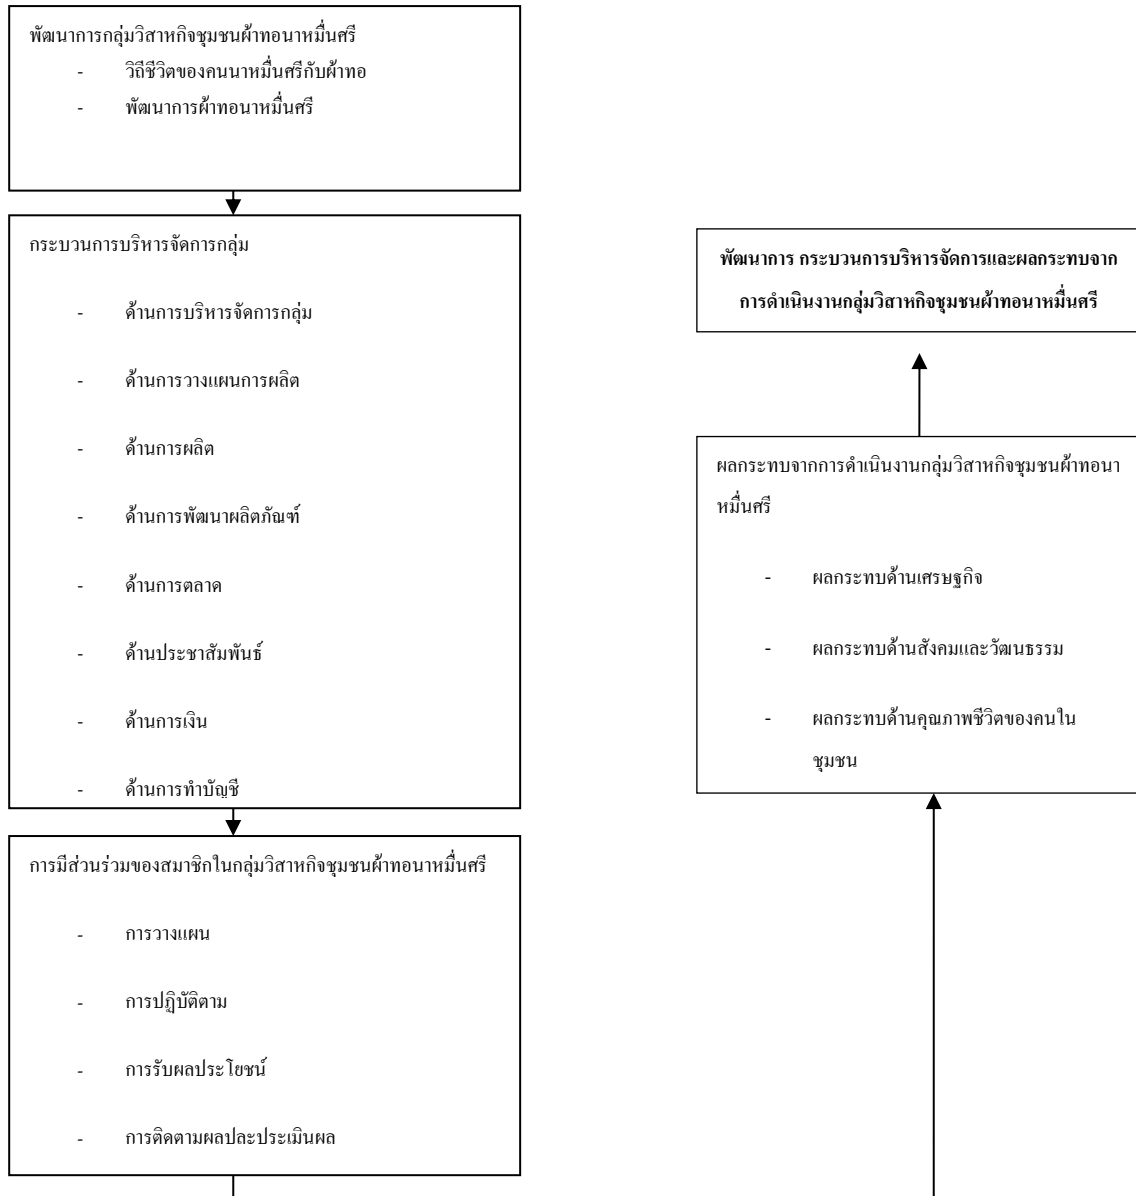 พัฒนาการกลุ่มวิสาหกิจชุมชนผ้าทอนาหมื่นศรี
- วิถีชีวิตของคนนาหมื่นศรีกับผ้าทอ
- พัฒนาการผ้าทอนาหมื่นศรี
กระบวนการบริหารจัดการกลุ่ม
- ด้านการบริหารจัดการกลุ่ม
- ด้านการวางแผนการผลิต
- ด้านการผลิต
- ด้านการพัฒนาผลิตภัณฑ์
- ด้านการตลาด
- ด้านประชาสัมพันธ์
- ด้านการเงิน
- ด้านการทำบัญชี
การมีส่วนร่วมของสมาชิกในกลุ่มวิสาหกิจชุมชนผ้าทอนาหมื่นศรี
- การวางแผน
- การปฏิบัติตาม
- การรับผลประโยชน์
- การติดตามผลปละประเมินผล
พัฒนาการ กระบวนการบริหารจัดการและผลกระทบจาก
การดำเนินงานกลุ่มวิสาหกิจชุมชนผ้าทอนาหมื่นศรี
ผลกระทบจากการดำเนินงานกลุ่มวิสาหกิจชุมชนผ้าทอนา
หมื่นศรี
- ผลกระทบด้านเศรษฐกิจ
- ผลกระทบด้านสังคมและวัฒนธรรม
- ผลกระทบด้านคุณภาพชีวิตของคนใน
ชุมชน